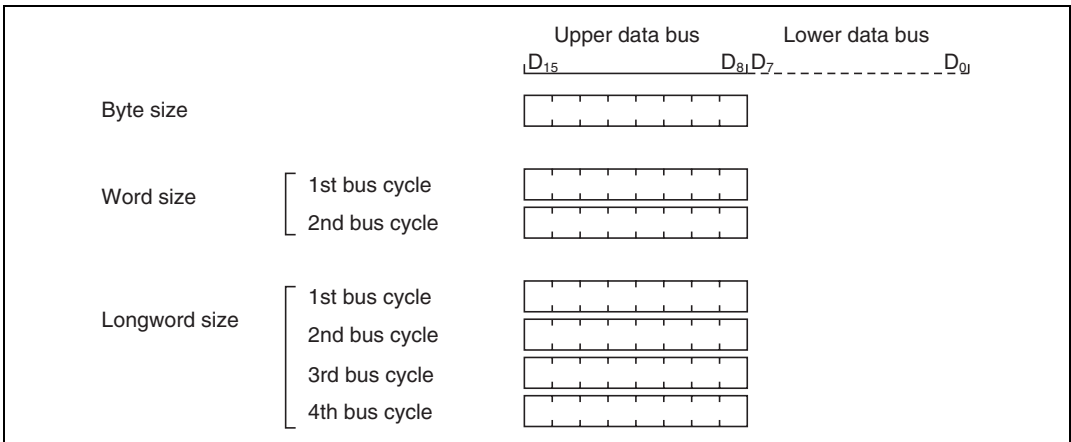 Upper data bus Lower data bus
D15 D8 D7 D0
Byte size
Word size
1st bus cycle
2nd bus cycle
Longword size
1st bus cycle
2nd bus cycle
3rd bus cycle
4th bus cycle